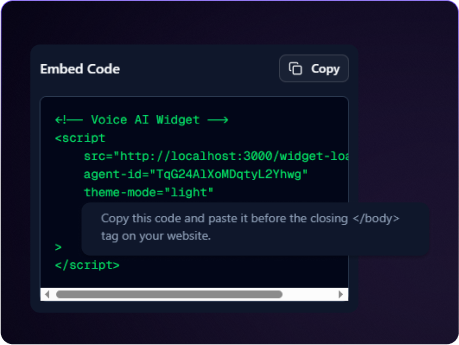 Embed Code
Copy
<!-- Voice AI Widget -->
<script
src="http://localhost:3000/widget-loa
agent-id="TqG24AlXoMDqtyL2Yhwg"
theme-mode="light"
Copy this code and paste it before the closing </body>
tag on your website.
>
</script>